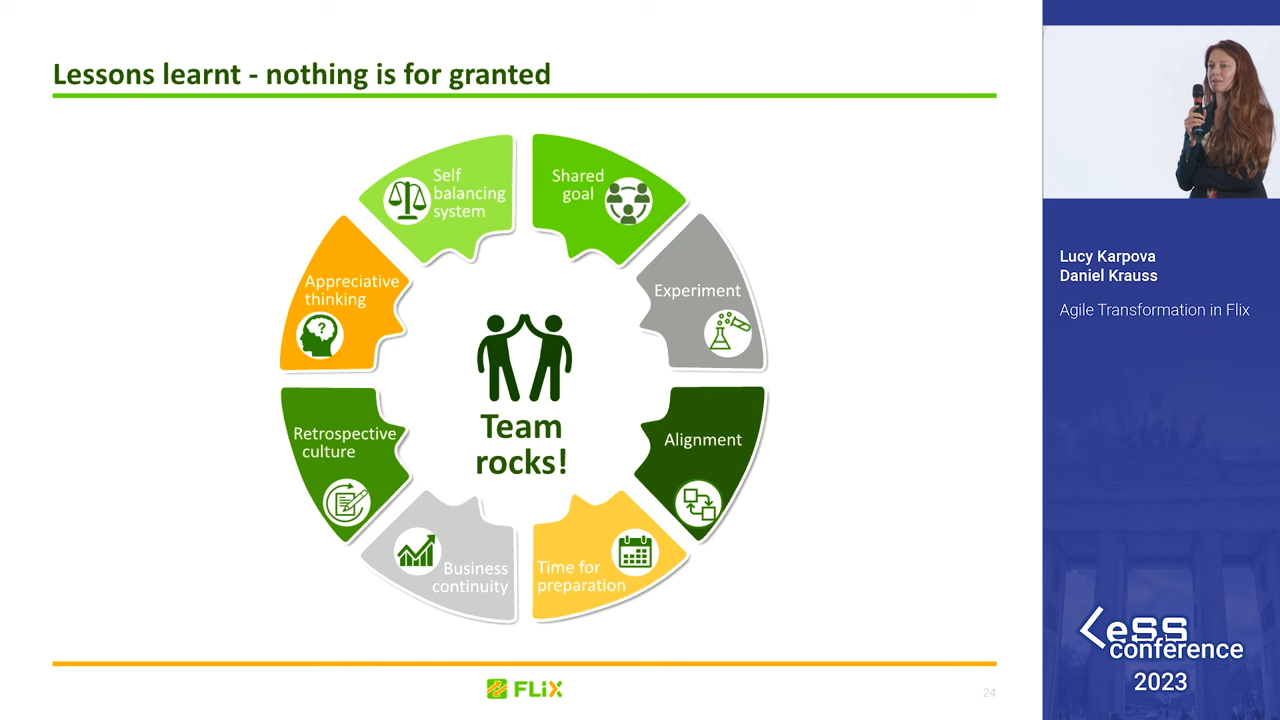 Lessons learnt - nothing is for granted
Self
balancing
system
Shared
goal
Appreciative
thinking
?
Experiment
Team
rocks!
Retrospective
culture
Alignment
Business
continuity
Time for
preparation
FLiX
24
Lucy Karpova
Daniel Krauss
Agile Transformation in Flix
LeSS
conference
2023